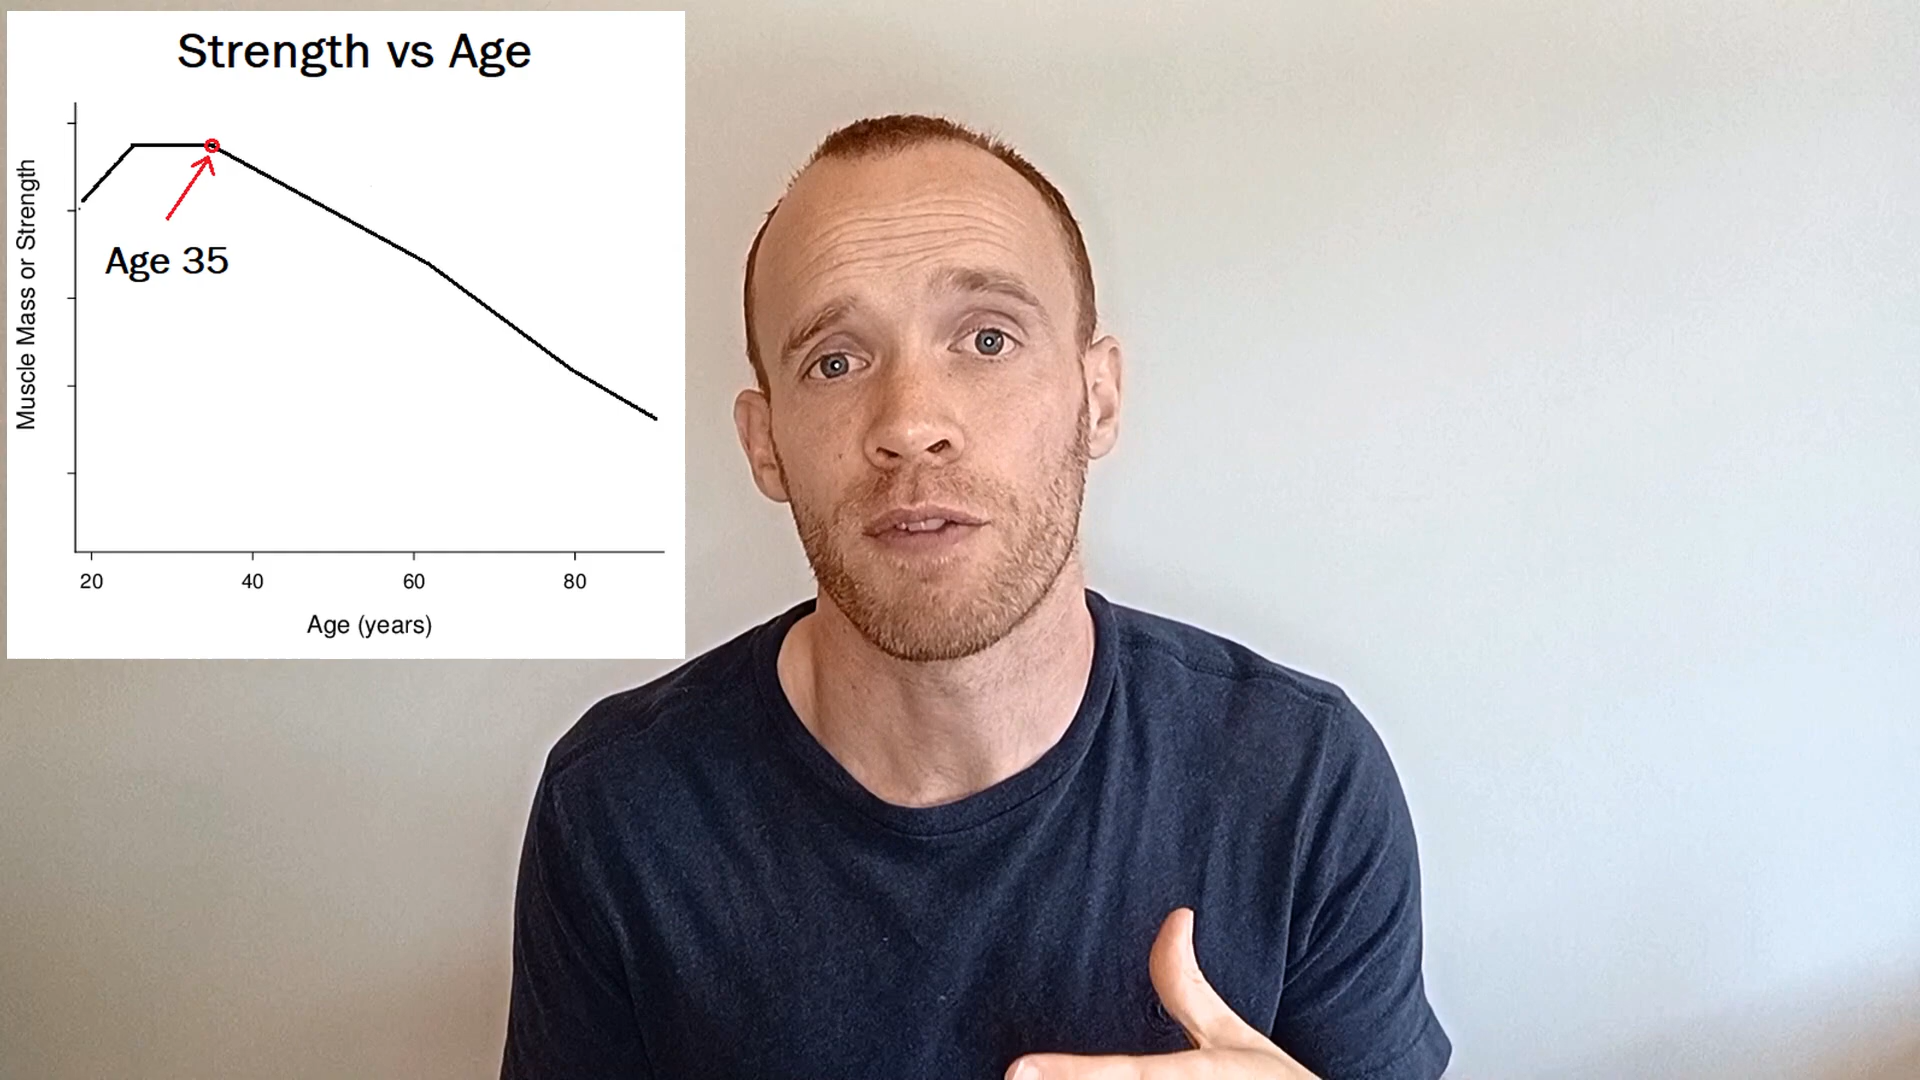 Strength vs Age
Muscle Mass or Strength
Age 35
20 40 60 80
Age (years)